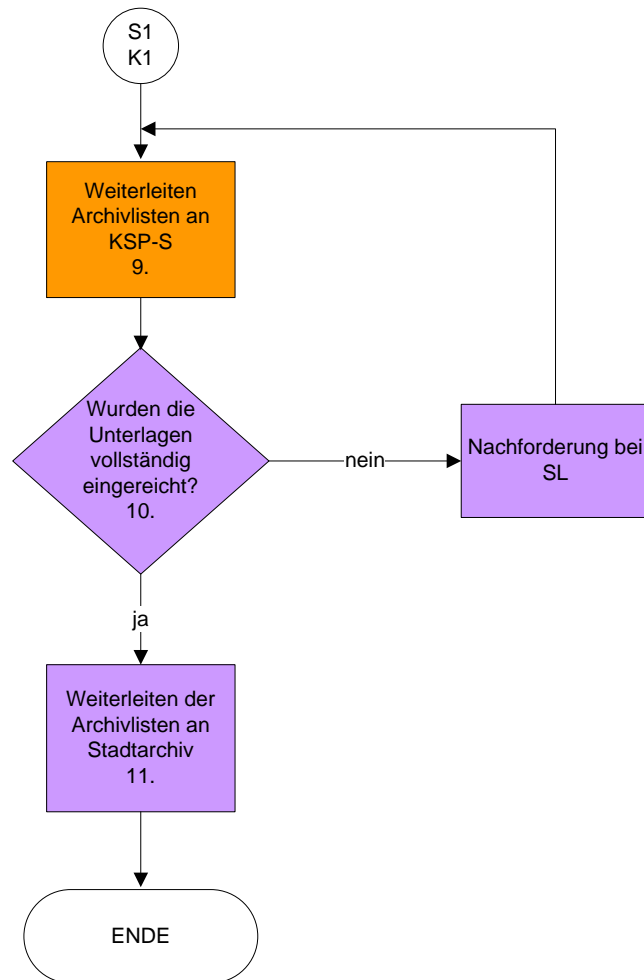 S1
K1
Weiterleiten
Archivlisten an
KSP-S
9.
Wurden die
Unterlagen
vollständig
eingereicht?
10.
nein
Nachforderung bei
SL
ja
Weiterleiten der
Archivlisten an
Stadtarchiv
11.
ENDE